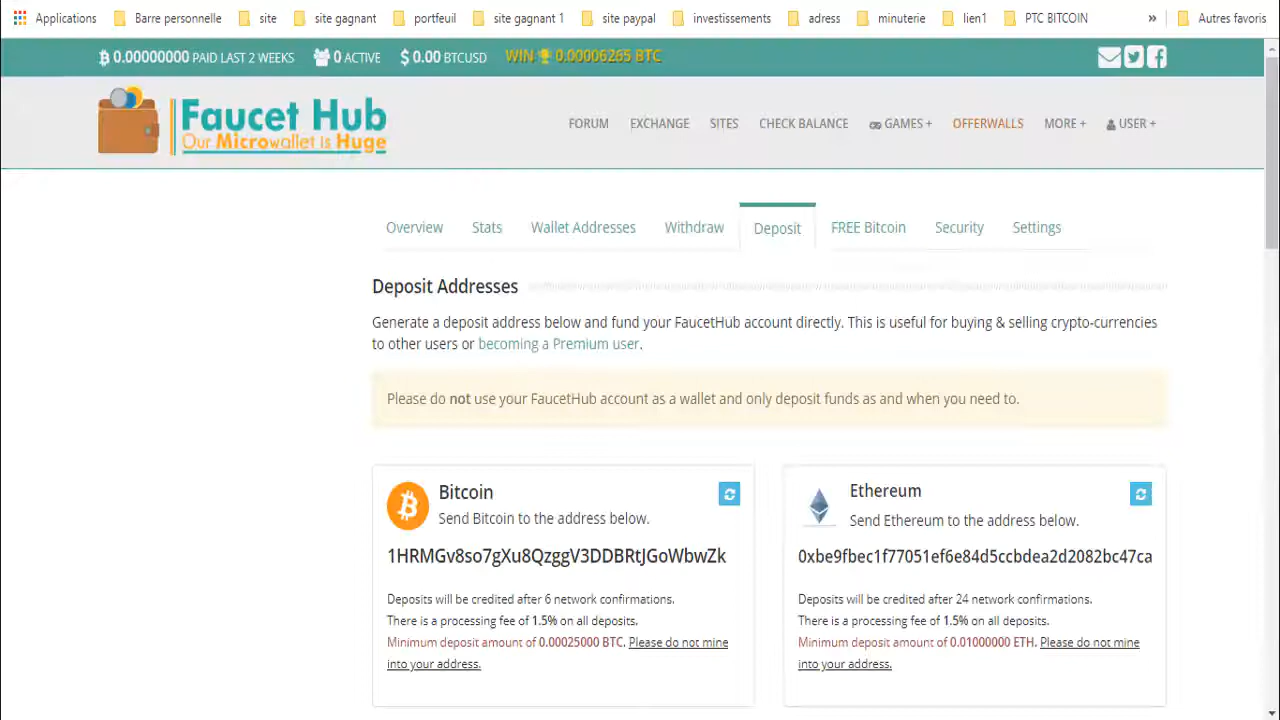 Applications Barre personnelle site site gagnant portfeuil site gagnant 1 site paypal investissements adress minuterie lien1 PTC BITCOIN » Autres favoris
0.00000000 PAID LAST 2 WEEKS 0 ACTIVE $ 0.00 BTCUSD WIN 0.00006265 BTC
Faucet Hub
Our Microwallet is Huge
FORUM EXCHANGE SITES CHECK BALANCE GAMES + OFFERWALLS MORE + USER +
Overview Stats Wallet Addresses Withdraw Deposit FREE Bitcoin Security Settings
Deposit Addresses
Generate a deposit address below and fund your FaucetHub account directly. This is useful for buying & selling crypto-currencies
to other users or becoming a Premium user.
Please do not use your FaucetHub account as a wallet and only deposit funds as and when you need to.
Bitcoin
Send Bitcoin to the address below.
1HRMGv8so7gXu8QzggV3DDBRtJGoWbwZk
Deposits will be credited after 6 network confirmations.
There is a processing fee of 1.5% on all deposits.
Minimum deposit amount of 0.00025000 BTC. Please do not mine
into your address.
Ethereum
Send Ethereum to the address below.
0xbe9fbec1f77051ef6e84d5ccbdea2d2082bc47ca
Deposits will be credited after 24 network confirmations.
There is a processing fee of 1.5% on all deposits.
Minimum deposit amount of 0.01000000 ETH. Please do not mine
into your address.